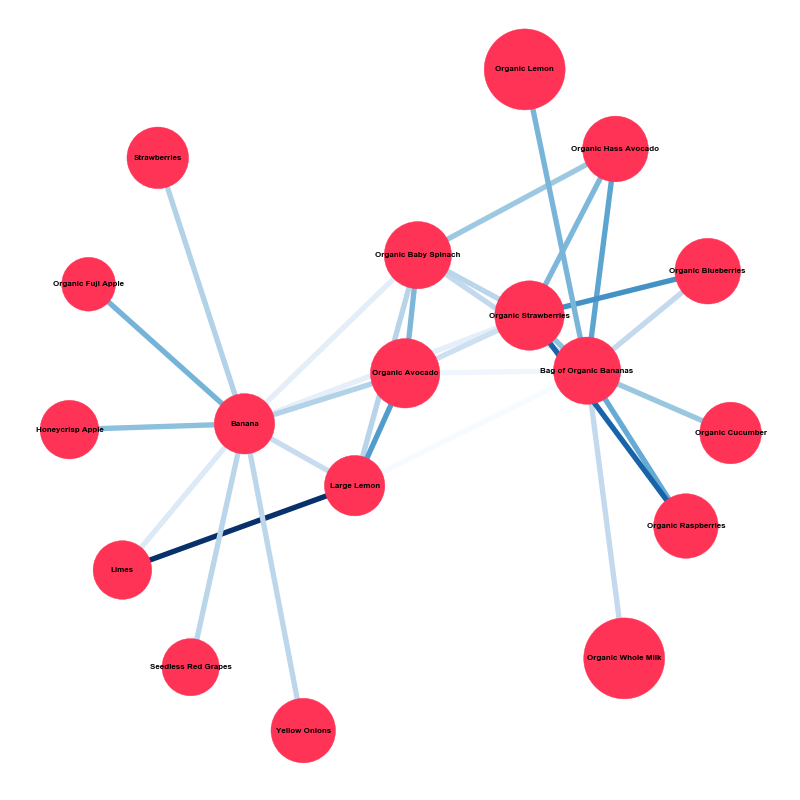 Organic Lemon
Organic Hass Avocado
Strawberries
Organic Baby Spinach
Organic Blueberries
Organic Fuji Apple
Organic Strawberries
Bag of Organic Bananas
Organic Avocado
Banana
Honeycrisp Apple
Organic Cucumber
Large Lemon
Organic Raspberries
Limes
Organic Whole Milk
Seedless Red Grapes
Yellow Onions